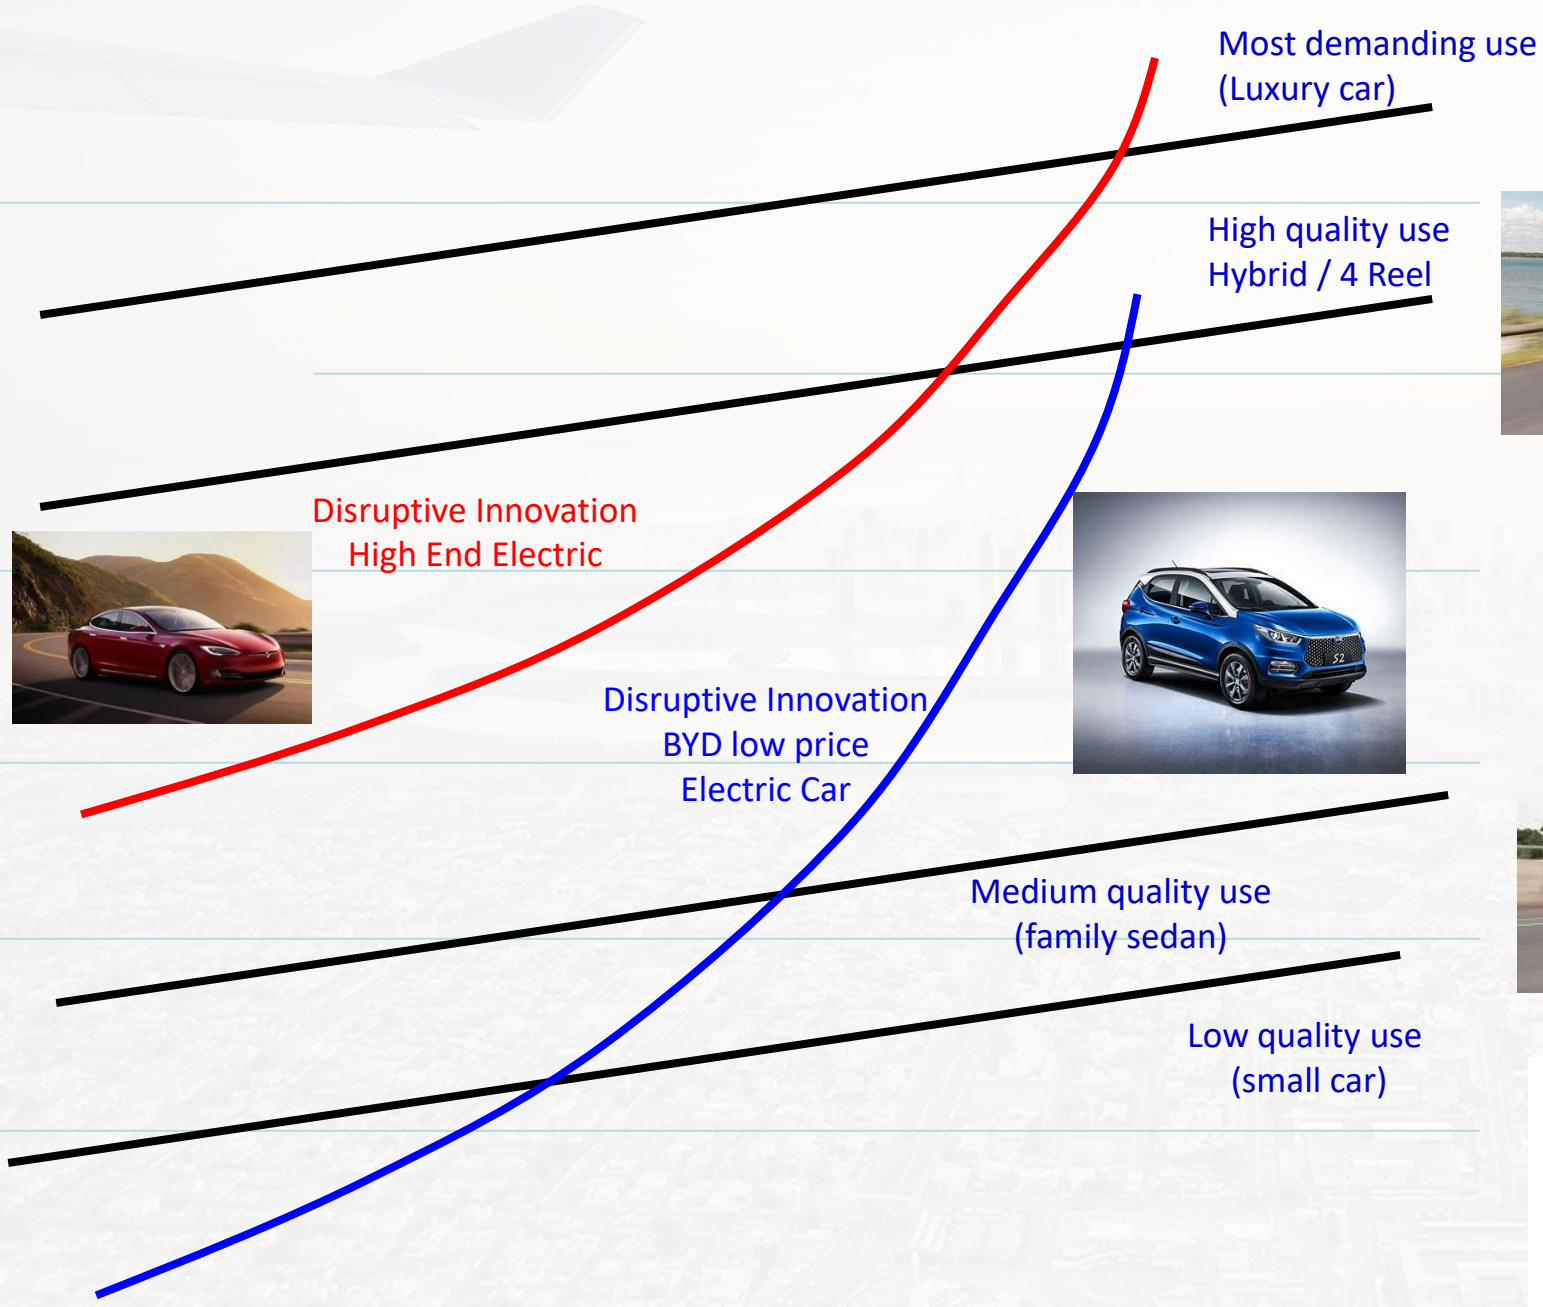 Most demanding use
(Luxury car)
High quality use
Hybrid / 4 Reel
Disruptive Innovation
High End Electric
Disruptive Innovation
BYD low price
Electric Car
S2
Medium quality use
(family sedan)
Low quality use
(small car)